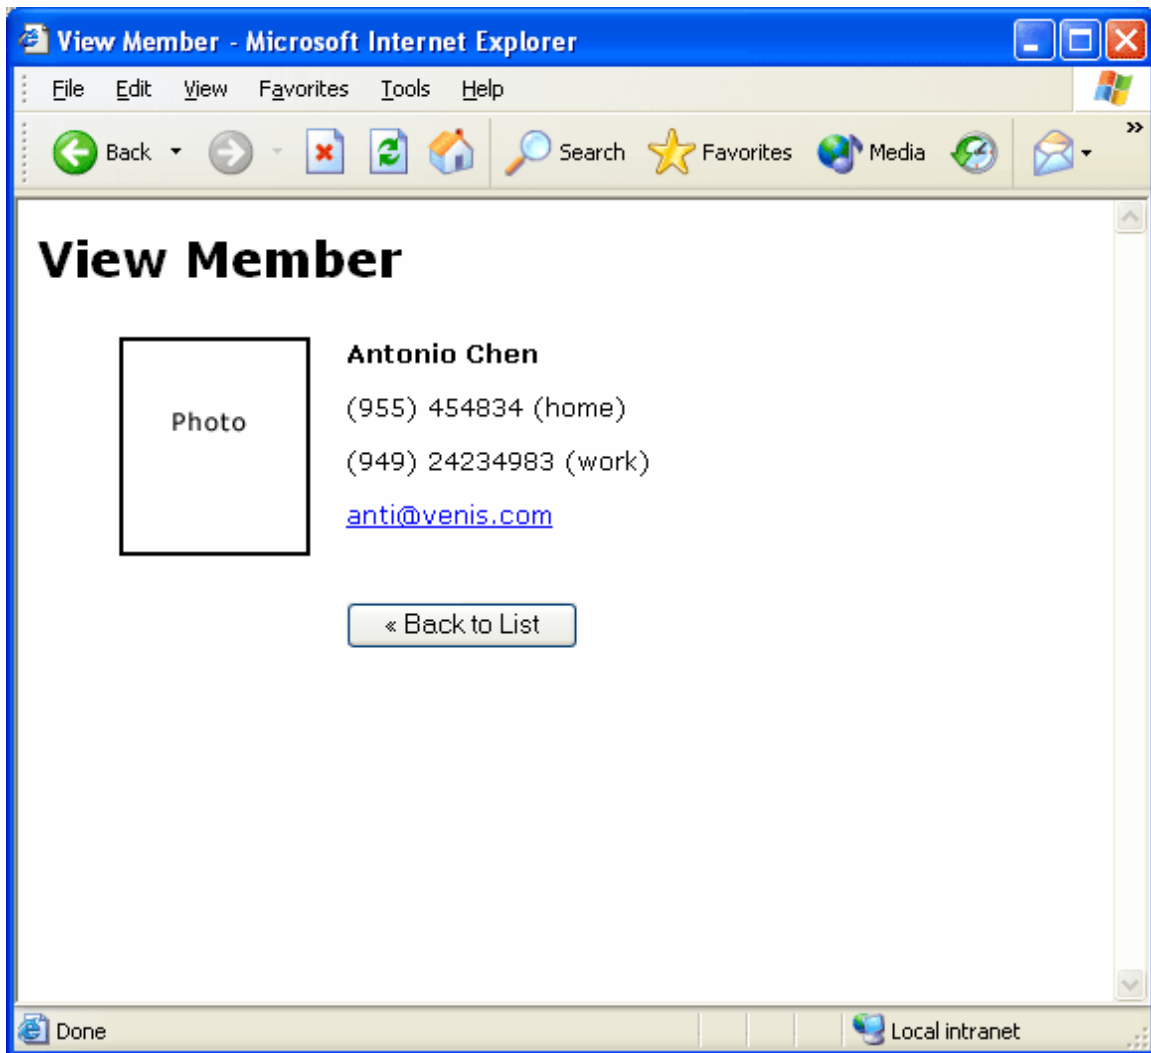 View Member - Microsoft Internet Explorer
File Edit View Favorites Tools Help
Back Search Favorites Media »
View Member
Photo
Antonio Chen
(955) 454834 (home)
(949) 24234983 (work)
anti@venis.com
« Back to List
Done Local intranet